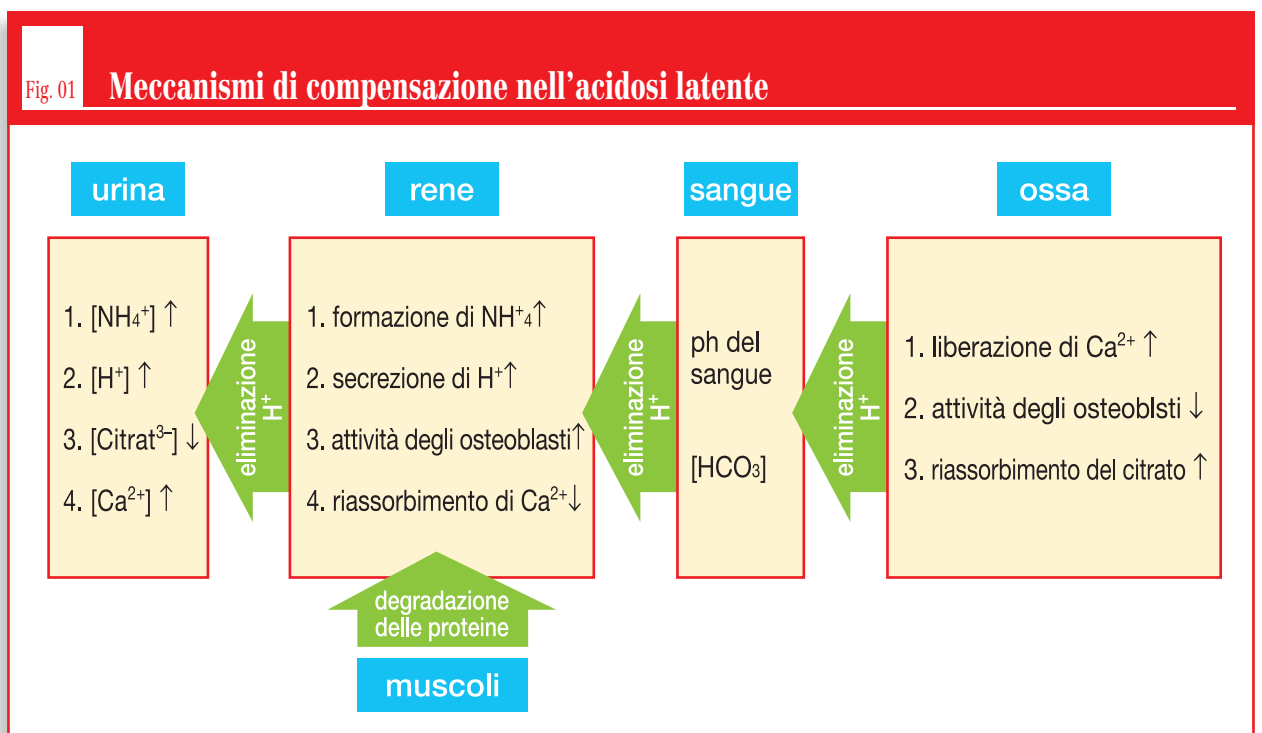 Fig. 01
Meccanismi di compensazione nell'acidosi latente
urina
rene
sangue
ossa
1. [NH₄⁺] ↑
2. [H⁺] ↑
3. [Citrat³⁻] ↓
4. [Ca²⁺] ↑
eliminazione
H⁺
1. formazione di NH⁺₄↑
2. secrezione di H⁺↑
3. attività degli osteoblasti↑
4. riassorbimento di Ca²⁺↓
eliminazione
H⁺
ph del
sangue
[HCO₃]
eliminazione
H⁺
1. liberazione di Ca²⁺ ↑
2. attività degli osteoblsti ↓
3. riassorbimento del citrato ↑
degradazione
delle proteine
muscoli